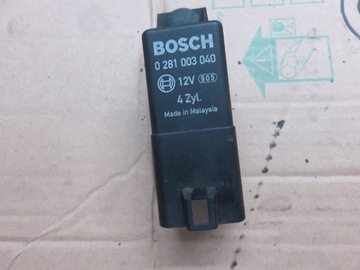 BOSCH
0 281 003 040
12V 905
4 Zyl.
Made in Malaysia